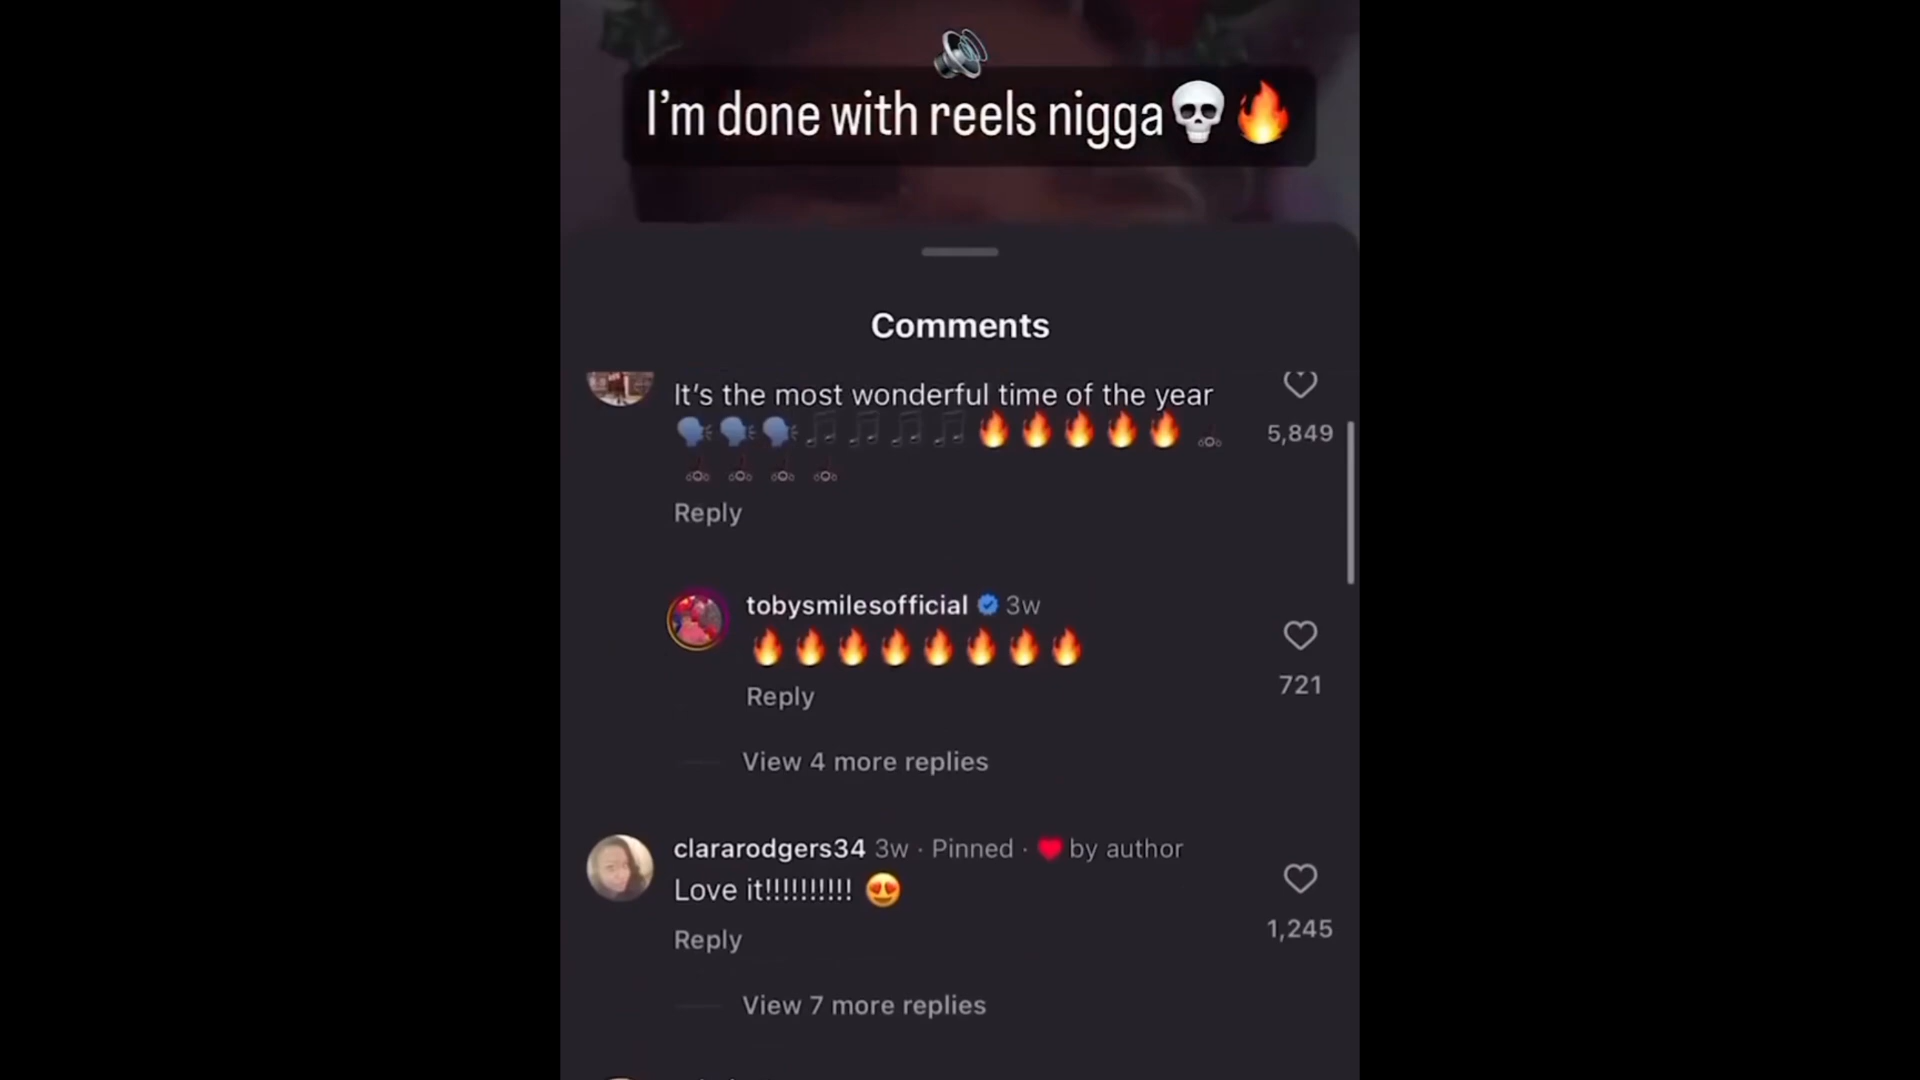 I'm done with reels nigga💀🔥
Comments
It's the most wonderful time of the year
🗣️🗣️🗣️🎵🎵🎵🎵🔥🔥🔥🔥🔥
5,849
Reply
tobysmilesofficial 3w
🔥🔥🔥🔥🔥🔥🔥🔥
721
Reply
View 4 more replies
clararodgers34 3w · Pinned · ❤️ by author
Love it!!!!!!!!!! 😍
1,245
Reply
View 7 more replies